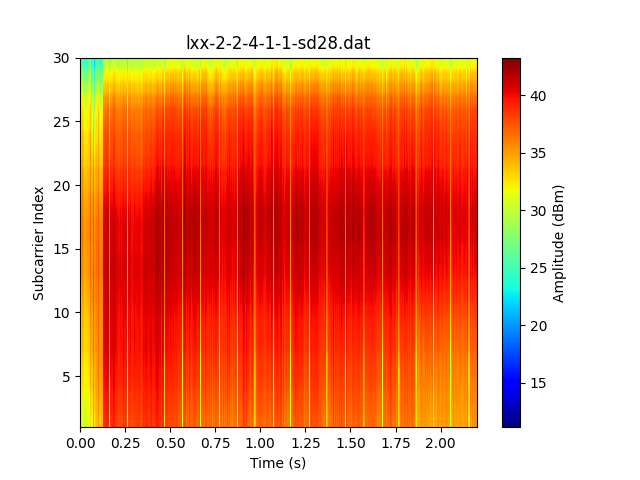 lxx-2-2-4-1-1-sd28.dat
30
25
20
15
10
5
Subcarrier Index
0.00 0.25 0.50 0.75 1.00 1.25 1.50 1.75 2.00
Time (s)
40
35
30
25
20
15
Amplitude (dBm)